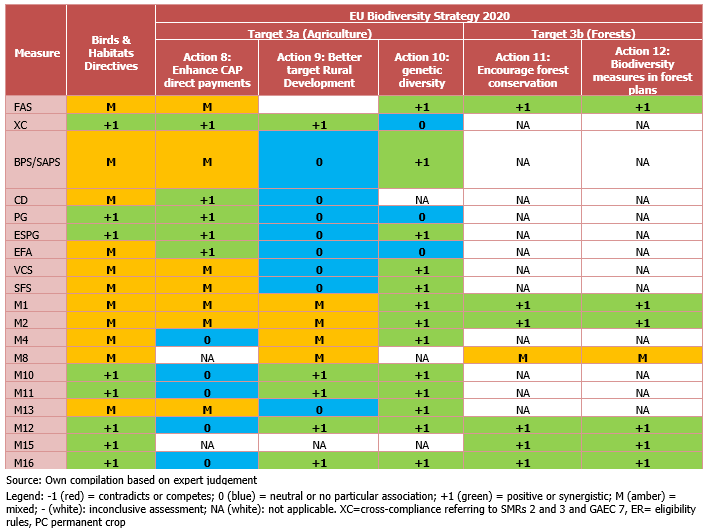 Measure
Birds &
Habitats
Directives
EU Biodiversity Strategy 2020
Target 3a (Agriculture)
Target 3b (Forests)
Action 8:
Enhance CAP
direct payments
Action 9: Better
target Rural
Development
Action 10:
genetic
diversity
Action 11:
Encourage forest
conservation
Action 12:
Biodiversity
measures in forest
plans
FAS M M +1 +1 +1
XC +1 +1 +1 0 NA NA
BPS/SAPS M M 0 +1 NA NA
CD M +1 0 NA NA NA
PG +1 +1 0 0 NA NA
ESPG +1 +1 0 +1 NA NA
EFA M +1 0 0 NA NA
VCS M M 0 +1 NA NA
SFS M M 0 +1 NA NA
M1 M M M +1 +1 +1
M2 M M M +1 +1 +1
M4 M 0 M +1 NA NA
M8 M NA M NA M M
M10 +1 0 +1 +1 NA NA
M11 +1 0 +1 +1 NA NA
M13 M M 0 +1 NA NA
M12 +1 0 +1 +1 +1 +1
M15 +1 NA NA NA +1 +1
M16 +1 0 +1 +1 +1 +1
Source: Own compilation based on expert judgement
Legend: -1 (red) = contradicts or competes; 0 (blue) = neutral or no particular association; +1 (green) = positive or synergistic; M (amber) =
mixed; - (white): inconclusive assessment; NA (white): not applicable. XC=cross-compliance referring to SMRs 2 and 3 and GAEC 7, ER= eligibility
rules, PC permanent crop